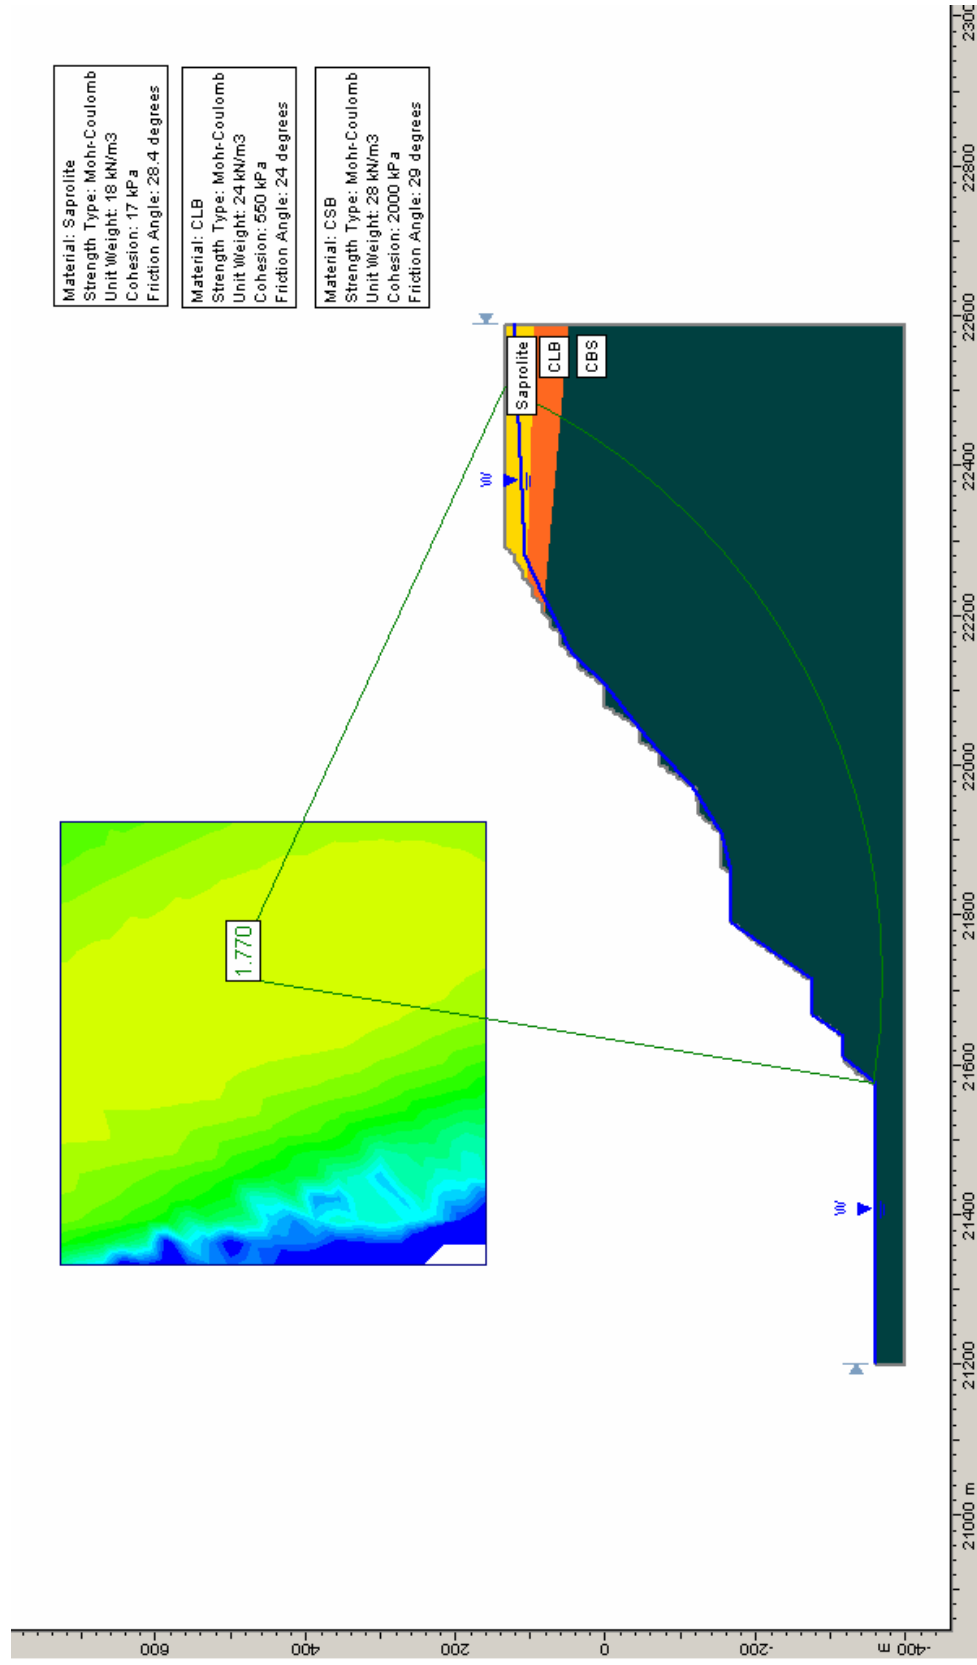 Material: Saprolite
Strength Type: Mohr-Coulomb
Unit Weight: 18 kN/m3
Cohesion: 17 kPa
Friction Angle: 28.4 degrees
Material: CLB
Strength Type: Mohr-Coulomb
Unit Weight: 24 kN/m3
Cohesion: 550 kPa
Friction Angle: 24 degrees
Material: CSB
Strength Type: Mohr-Coulomb
Unit Weight: 28 kN/m3
Cohesion: 2000 kPa
Friction Angle: 29 degrees
1.770
Saprolite
CLB
CBS
W
W
600
400
200
0
-200
-400 m
21000 m
21200
21400
21600
21800
22000
22200
22400
22600
22800
2300